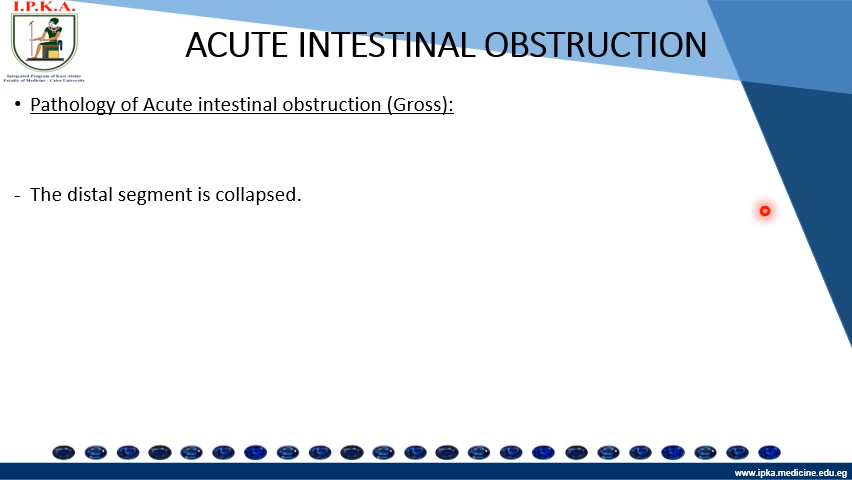 I.P.K.A.
Integrated Program of Kasr Alainy
Faculty of Medicine - Cairo University
ACUTE INTESTINAL OBSTRUCTION
• Pathology of Acute intestinal obstruction (Gross):
- The distal segment is collapsed.
www.ipka.medicine.edu.eg